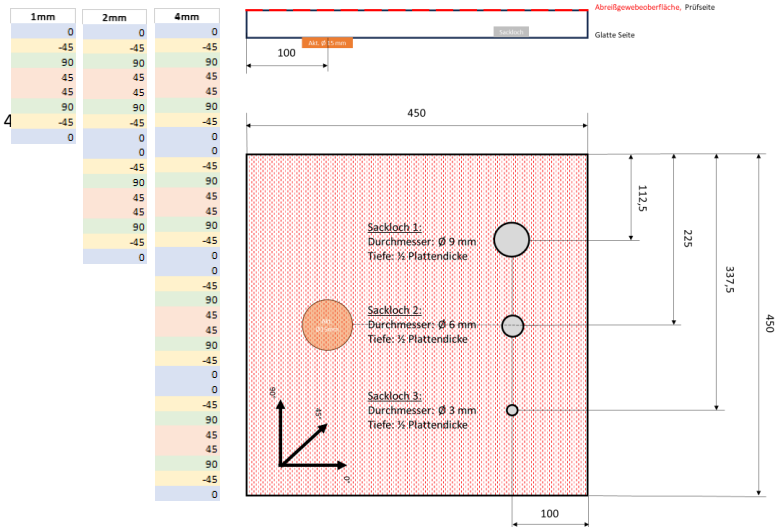 1mm 2mm 4mm
0 0 0
-45 -45 -45
90 90 90
45 45 45
45 45 45
90 90 90
4 -45 -45 -45
0 0 0
0 0
-45 -45
90 90
45 45
45 45
90 90
-45 -45
0 0
0
-45
90
45
45
90
-45
0
0
-45
90
45
45
90
-45
0
Abreißgewebeoberfläche, Prüfseite
Sackloch
Glatte Seite
Akt.
100
450
112,5
225
337,5
450
Sackloch 1:
Durchmesser: Ø 9 mm
Tiefe: ½ Plattendicke
Sackloch 2:
Durchmesser: Ø 6 mm
Tiefe: ½ Plattendicke
Akt.
Sackloch 3:
Durchmesser: Ø 3 mm
Tiefe: ½ Plattendicke
90°
45°
0°
100